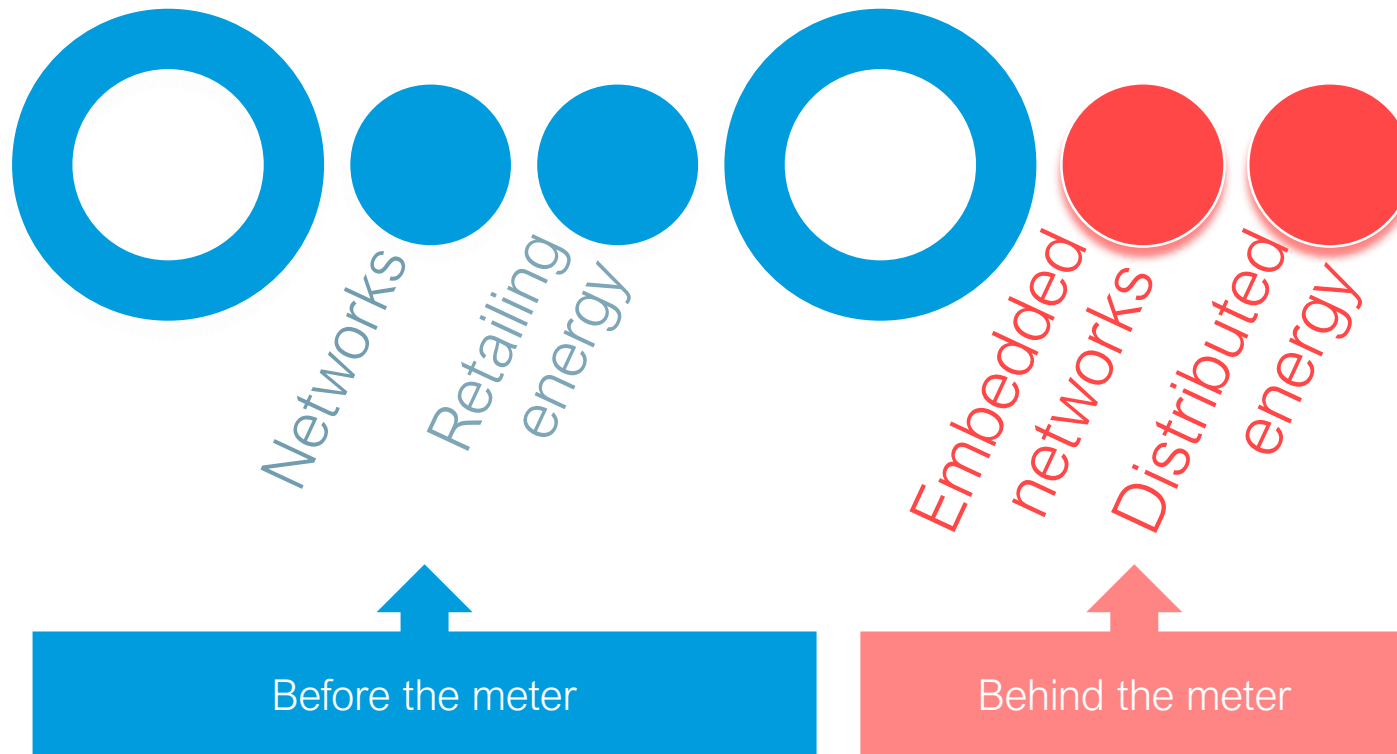 Networks
Retailing
energy
Embedded
networks
Distributed
energy
Before the meter
Behind the meter